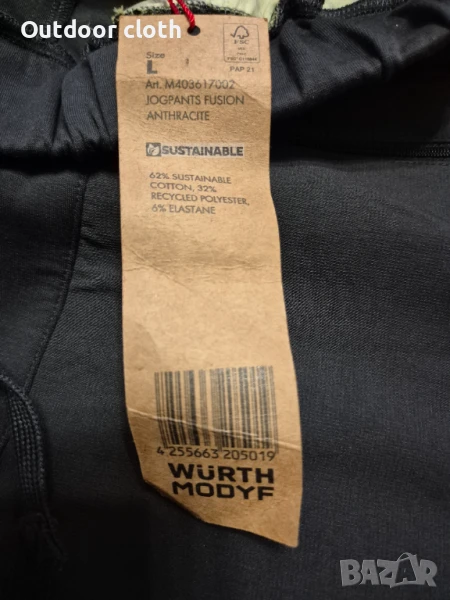 Outdoor cloth
Size
L
FSC
PAP 21
Art. M403617002
JOGPANTS FUSION
ANTHRACITE
SUSTAINABLE
62% SUSTAINABLE
COTTON, 32%
RECYCLED POLYESTER,
6% ELASTANE
4 255663 205019
WÜRTH
MODYF
BAZAR